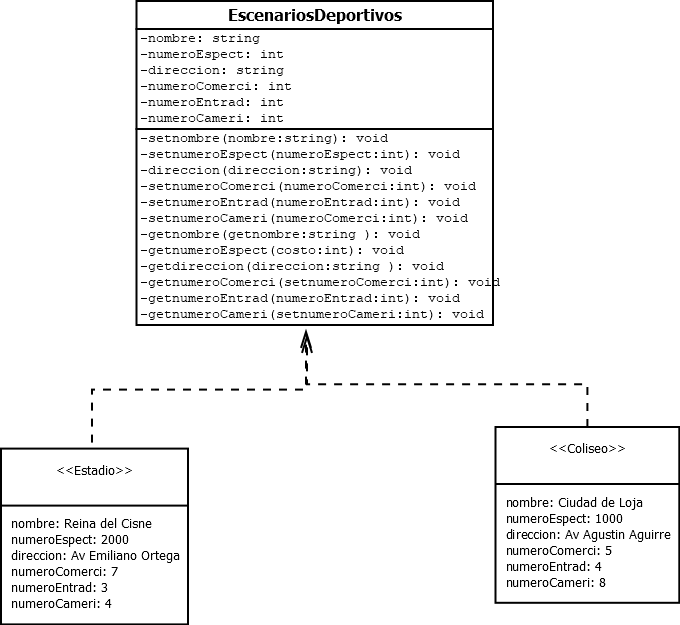 EscenariosDeportivos
-nombre: string
-numeroEspect: int
-direccion: string
-numeroComerci: int
-numeroEntrad: int
-numeroCameri: int
-setnombre(nombre:string): void
-setnumeroEspect(numeroEspect:int): void
-direccion(direccion:string): void
-setnumeroComerci(numeroComerci:int): void
-setnumeroEntrad(numeroEntrad:int): void
-setnumeroCameri(numeroComerci:int): void
-getnombre(getnombre:string ): void
-getnumeroEspect(costo:int): void
-getdireccion(direccion:string ): void
-getnumeroComerci(setnumeroComerci:int): void
-getnumeroEntrad(numeroEntrad:int): void
-getnumeroCameri(setnumeroCameri:int): void
<<Estadio>>
nombre: Reina del Cisne
numeroEspect: 2000
direccion: Av Emiliano Ortega
numeroComerci: 7
numeroEntrad: 3
numeroCameri: 4
<<Coliseo>>
nombre: Ciudad de Loja
numeroEspect: 1000
direccion: Av Agustin Aguirre
numeroComerci: 5
numeroEntrad: 4
numeroCameri: 8